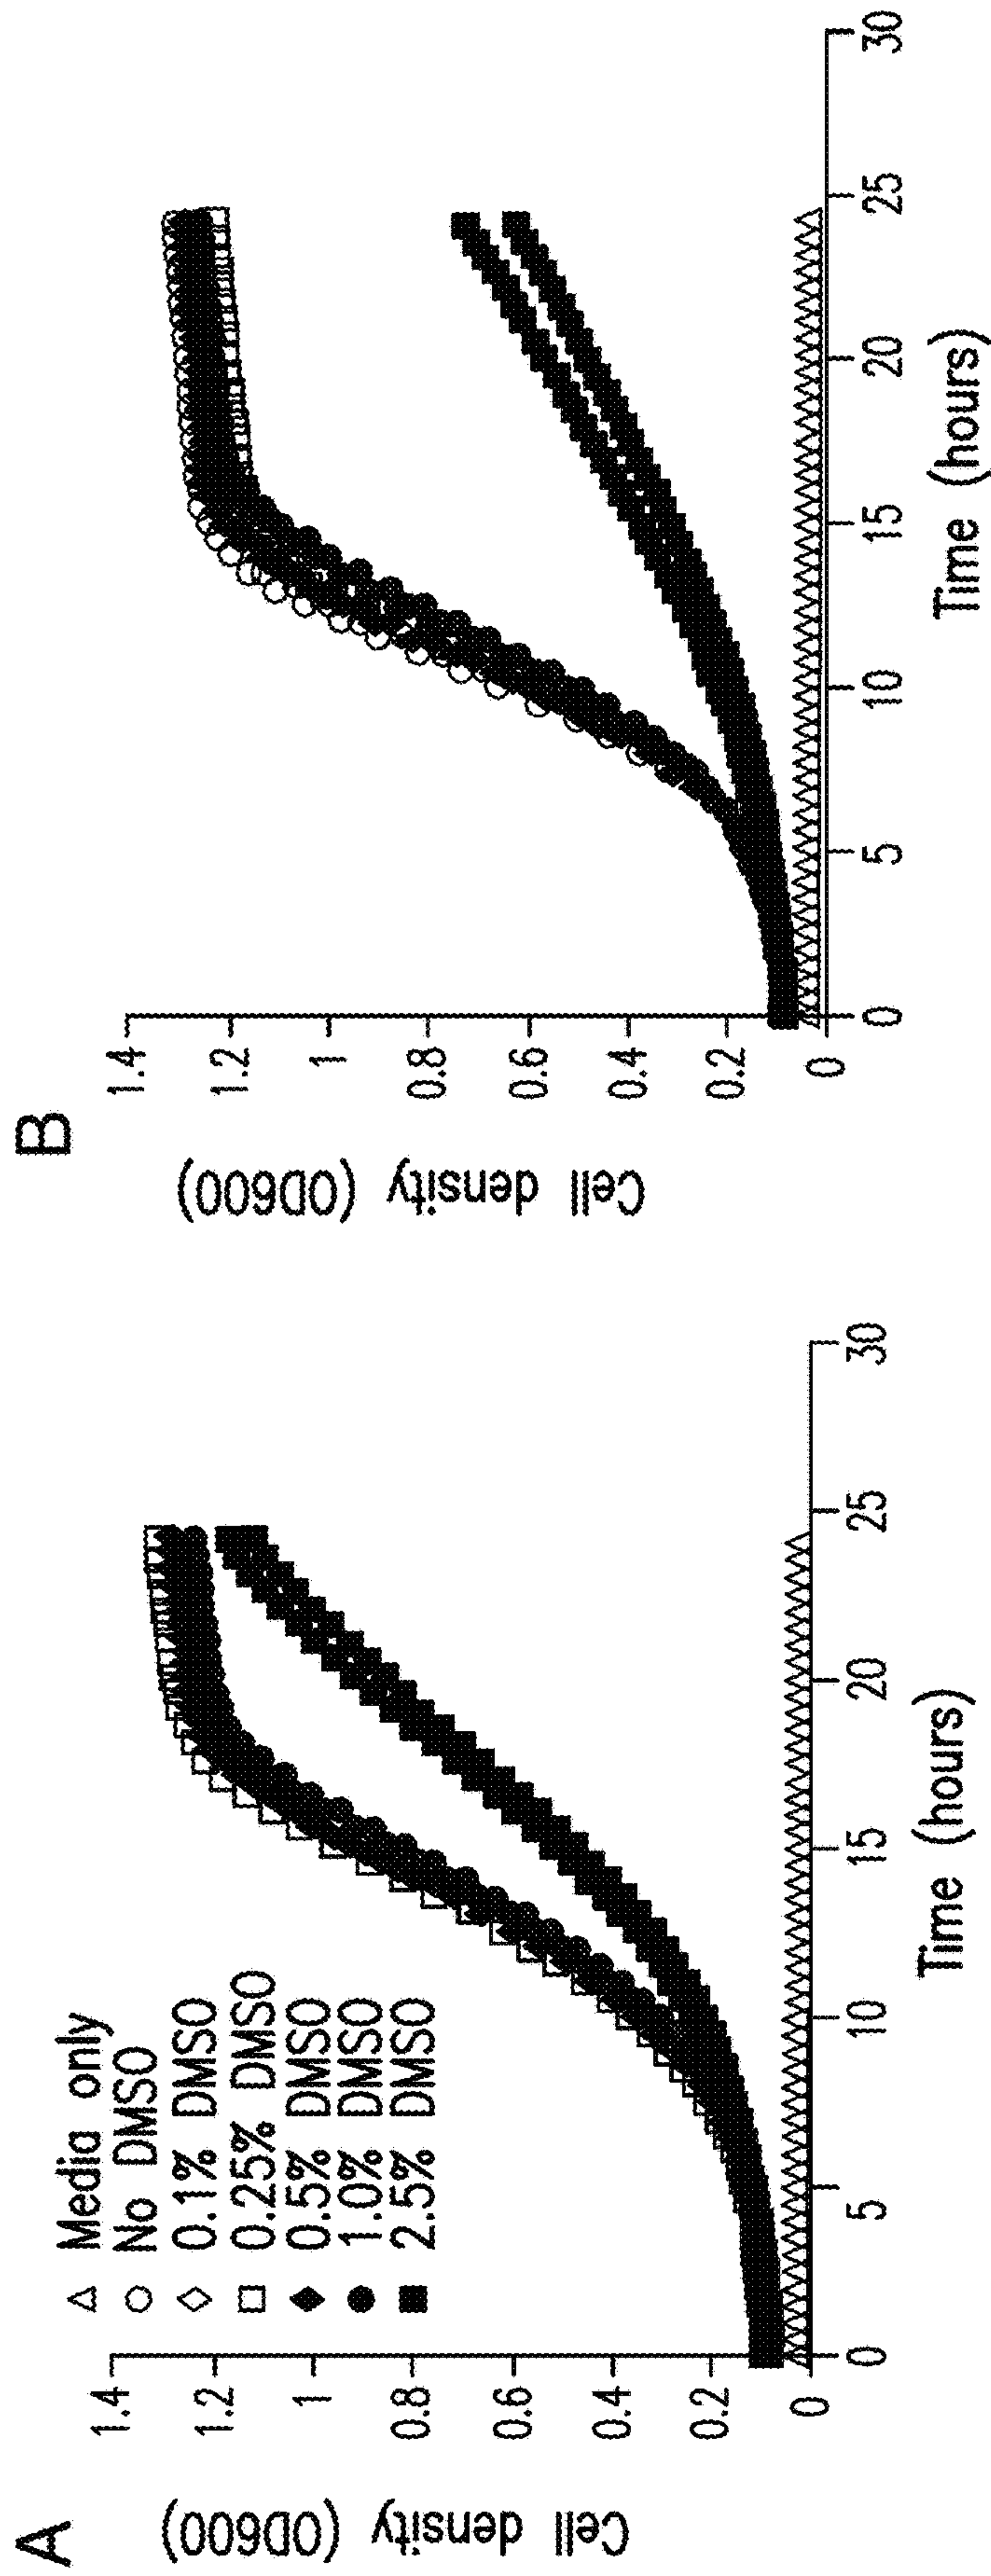 A
Cell density (OD600)
1.4
1.2
1
0.8
0.6
0.4
0.2
0
Media only
No DMSO
0.1% DMSO
0.25% DMSO
0.5% DMSO
1.0% DMSO
2.5% DMSO
0 5 10 15 20 25 30
Time (hours)
B
Cell density (OD600)
1.4
1.2
1
0.8
0.6
0.4
0.2
0
0 5 10 15 20 25 30
Time (hours)